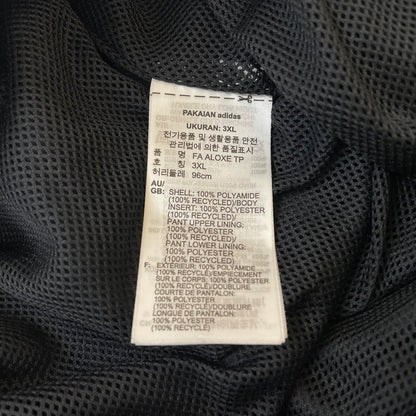 PAKAIAN adidas
UKURAN: 3XL
전기용품 및 생활용품 안전
관리법에 의한 품질표시
품 명 FA ALOXE TP
호 칭 3XL
허리둘레 96cm
AU/
GB: SHELL: 100% POLYAMIDE
(100% RECYCLED)/BODY
INSERT: 100% POLYESTER
(100% RECYCLED)/
PANT UPPER LINING:
100% POLYESTER
(100% RECYCLED)/
PANT LOWER LINING:
100% POLYESTER
(100% RECYCLED)
F: EXTÉRIEUR: 100% POLYAMIDE
(100% RECYCLÉ)/EMPIÈCEMENT
SUR LE CORPS: 100% POLYESTER
(100% RECYCLÉ)/DOUBLURE
COURTE DE PANTALON:
100% POLYESTER
(100% RECYCLÉ)/DOUBLURE
LONGUE DE PANTALON:
100% POLYESTER
(100% RECYCLÉ)